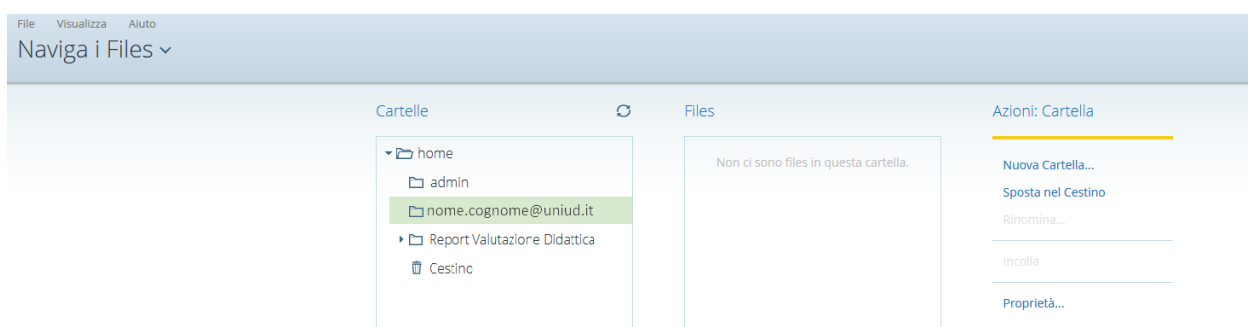 File Visualizza Aiuto
Naviga i Files
Cartelle
home
admin
nome.cognome@uniud.it
Report Valutazione Didattica
Cestino
Files
Non ci sono files in questa cartella.
Azioni: Cartella
Nuova Cartella...
Sposta nel Cestino
Rinomina...
Incolla
Proprietà...